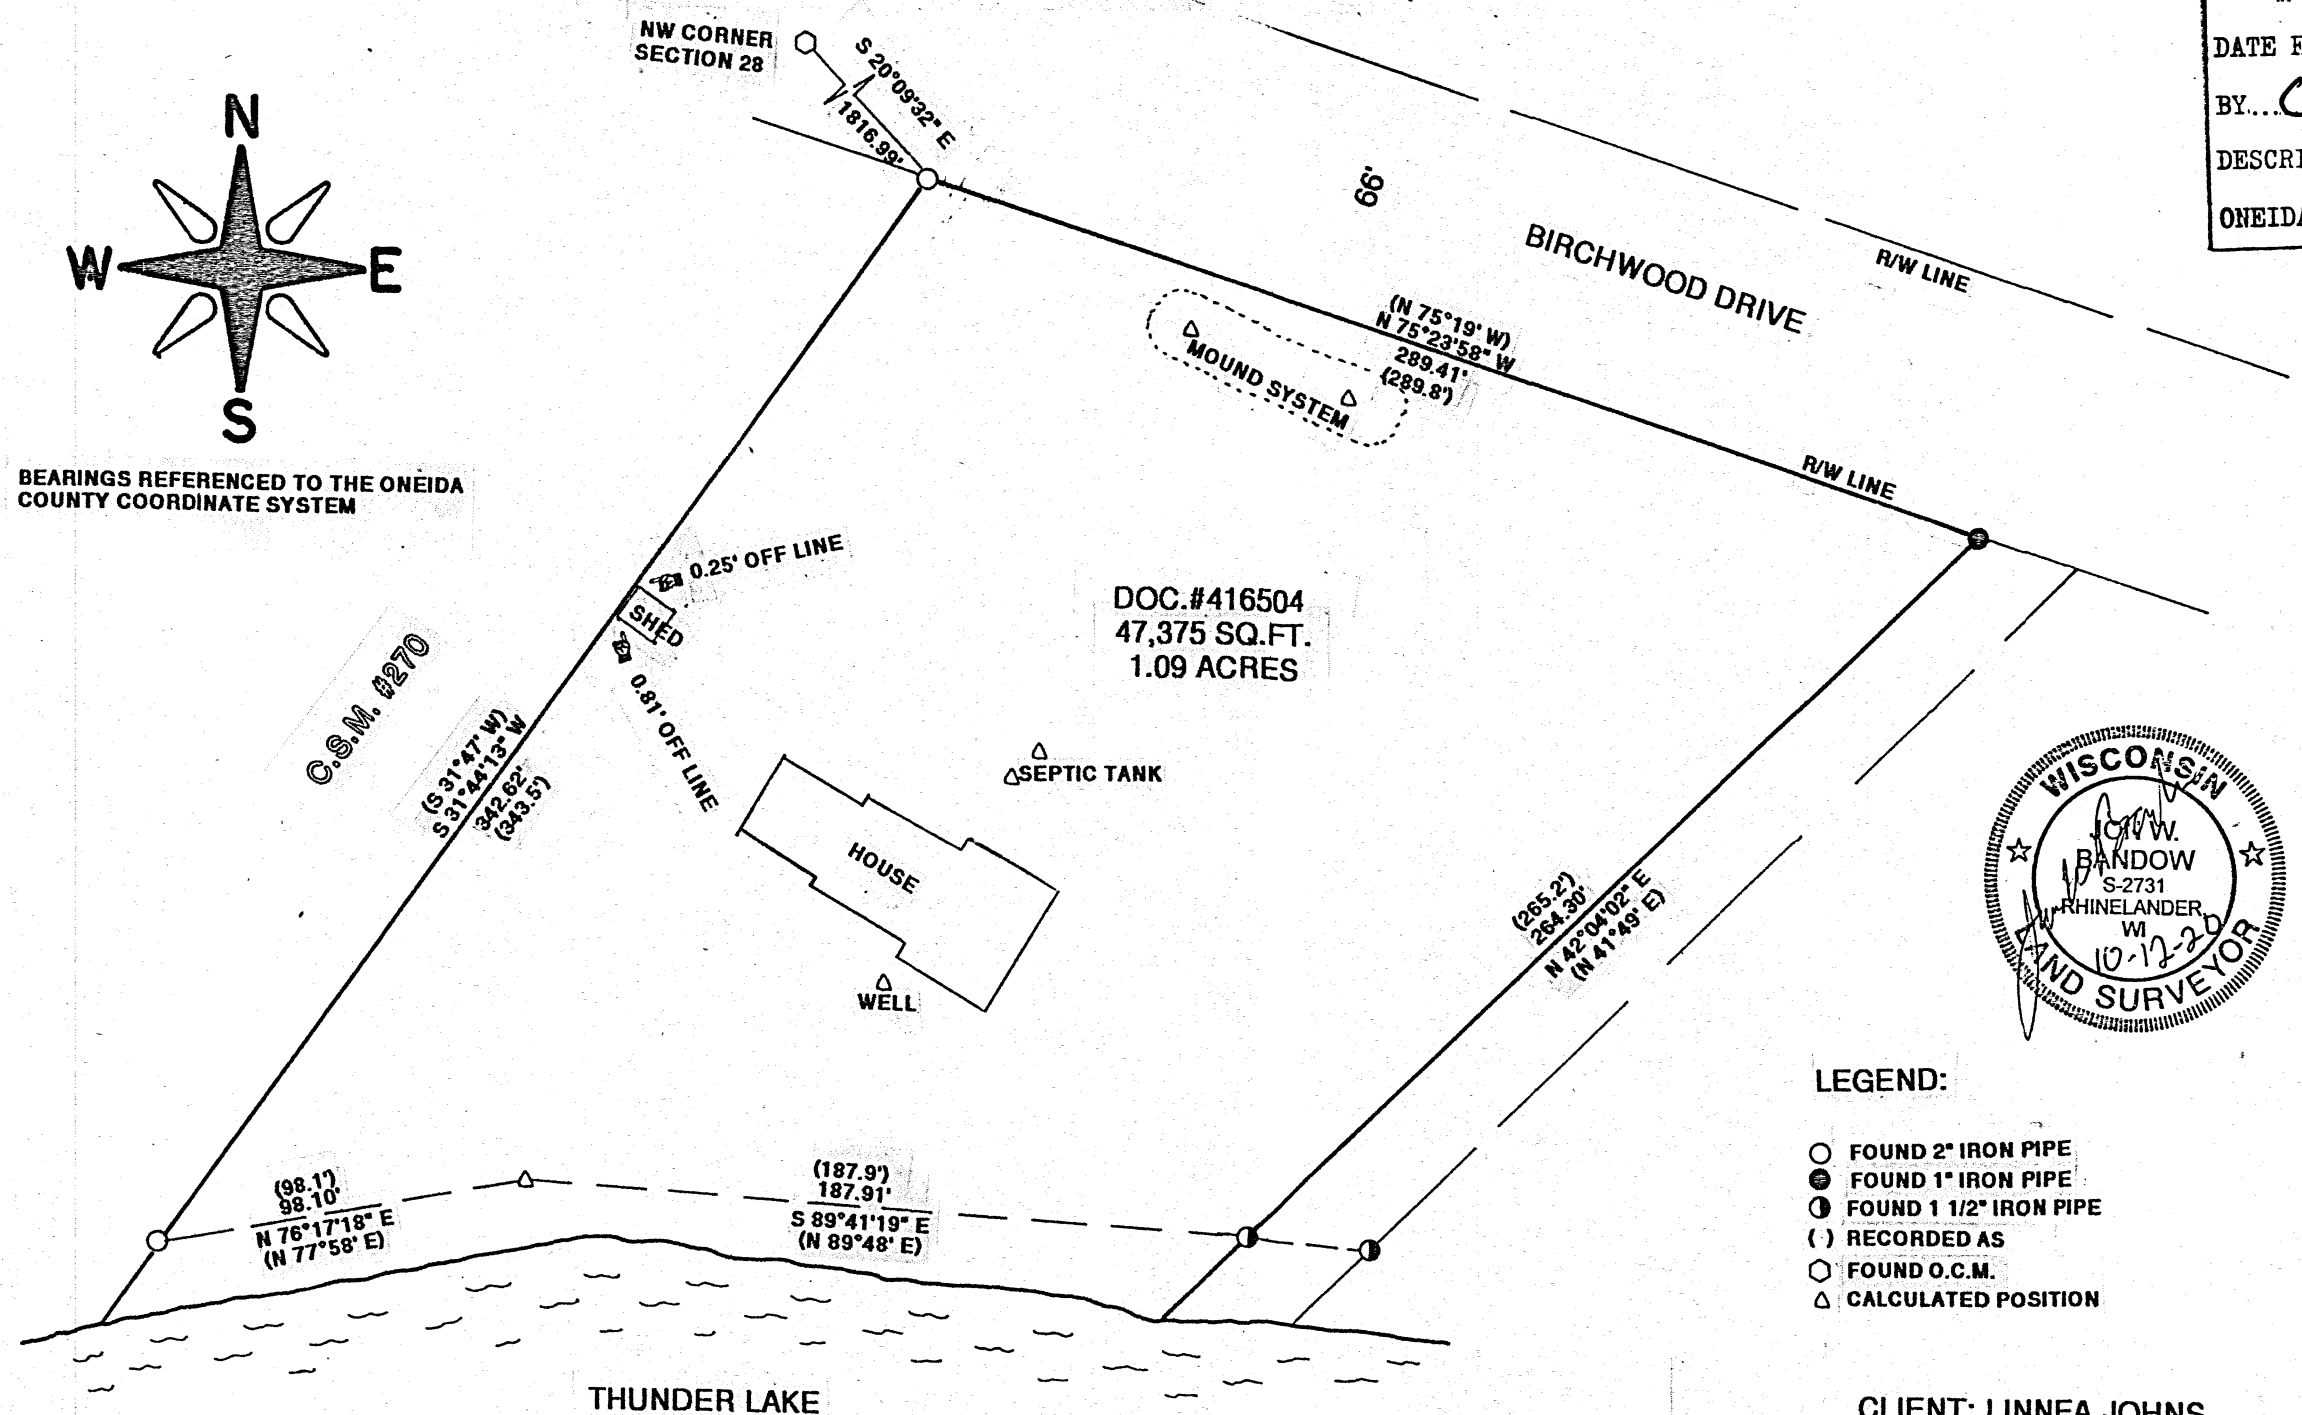 NW CORNER
SECTION 28
S 20°09'32" E
1816.99'
DATE
BY....
ONEIDA
N
W
E
S
66'
BIRCHWOOD DRIVE
R/W LINE
(N 75°19' W)
N 75°23'58" W
289.41'
(289.8')
MOUND SYSTEM
R/W LINE
BEARINGS REFERENCED TO THE ONEIDA
COUNTY COORDINATE SYSTEM
0.25' OFF LINE
SHED
0.81' OFF LINE
DOC.#416504
47,375 SQ.FT.
1.09 ACRES
C.S.M. #270
(S 31°47' W)
S 31°44'13" W
342.62'
(343.5')
SEPTIC TANK
HOUSE
WELL
(265.2')
264.30'
N 42°04'02" E
(N 41°49' E)
WISCONSIN
JON W.
BANDOW
S-2731
RHINELANDER,
WI
10-12-20
LAND SURVEYOR
(98.1')
98.10'
N 76°17'18" E
(N 77°58' E)
(187.9')
187.91'
S 89°41'19" E
(N 89°48' E)
LEGEND:
FOUND 2" IRON PIPE
FOUND 1" IRON PIPE
FOUND 1 1/2" IRON PIPE
( ) RECORDED AS
FOUND O.C.M.
CALCULATED POSITION
THUNDER LAKE
CLIENT: LINNEA JOHNS